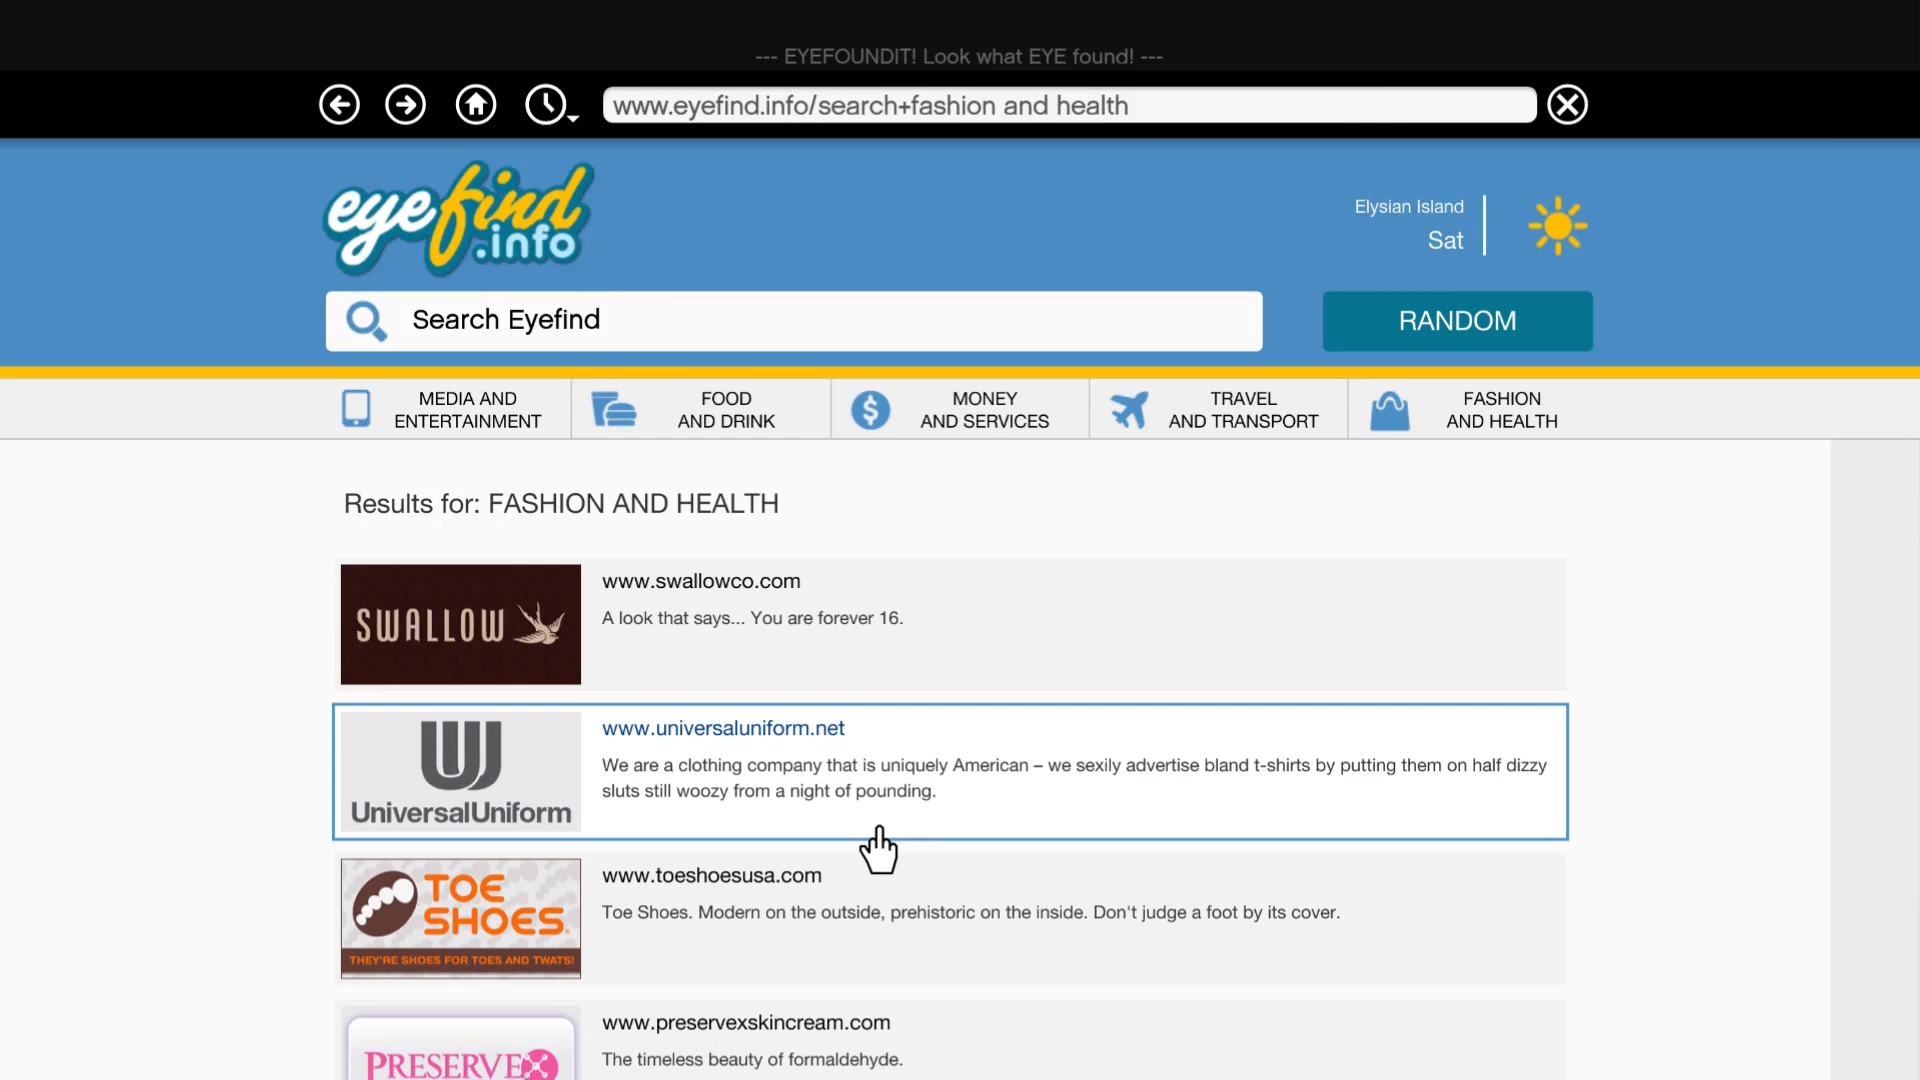 --- EYEFOUNDIT! Look what EYE found! ---
www.eyefind.info/search+fashion and health
eyefind
.info
Elysian Island
Sat
Search Eyefind
RANDOM
MEDIA AND
ENTERTAINMENT
FOOD
AND DRINK
MONEY
AND SERVICES
TRAVEL
AND TRANSPORT
FASHION
AND HEALTH
Results for: FASHION AND HEALTH
SWALLOW
www.swallowco.com
A look that says... You are forever 16.
UniversalUniform
www.universaluniform.net
We are a clothing company that is uniquely American – we sexily advertise bland t-shirts by putting them on half dizzy
sluts still woozy from a night of pounding.
TOE
SHOES.
THEY'RE SHOES FOR TOES AND TWATS!
www.toeshoesusa.com
Toe Shoes. Modern on the outside, prehistoric on the inside. Don't judge a foot by its cover.
PRESERVEX
www.preservexskincream.com
The timeless beauty of formaldehyde.